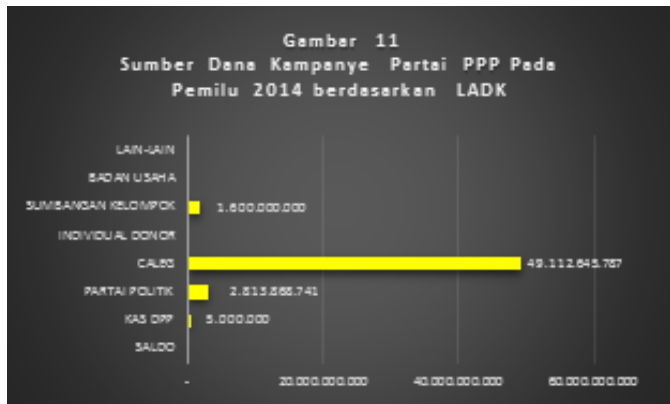 Gambar 11
Sumber Dana Kampanye Partai PPP Pada
Pemilu 2014 berdasarkan LADK
LAIN-LAIN
BADAN USAHA
SUMBANGAN KELOMPOK 1.600.000.000
INDIVIDUAL DONOR
CALEG 49.112.645.787
PARTAI POLITIK 2.813.868.741
KAS DPP 5.000.000
SALDO
- 20.000.000.000 40.000.000.000 60.000.000.000